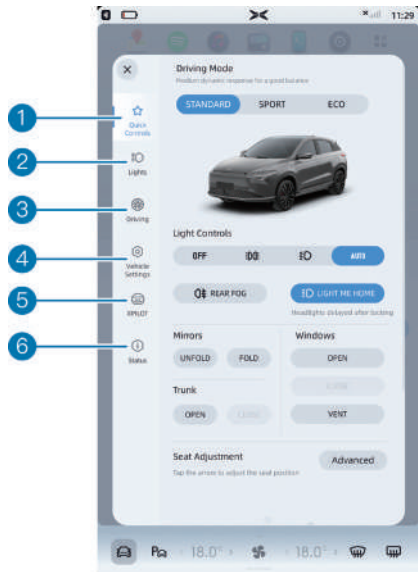 11:29
Driving Mode
Medium dynamic response for a good balance
STANDARD SPORT ECO
1
Quick
Controls
2
Lights
3
Driving
Light Controls
OFF AUTO
4
Vehicle
Settings
REAR FOG LIGHT ME HOME
5
XPILOT
Headlights delayed after locking
6
Status
Mirrors Windows
UNFOLD FOLD OPEN
Trunk CLOSE
OPEN CLOSE VENT
Seat Adjustment Advanced
Tap the arrow to adjust the seat position
18.0° 18.0°